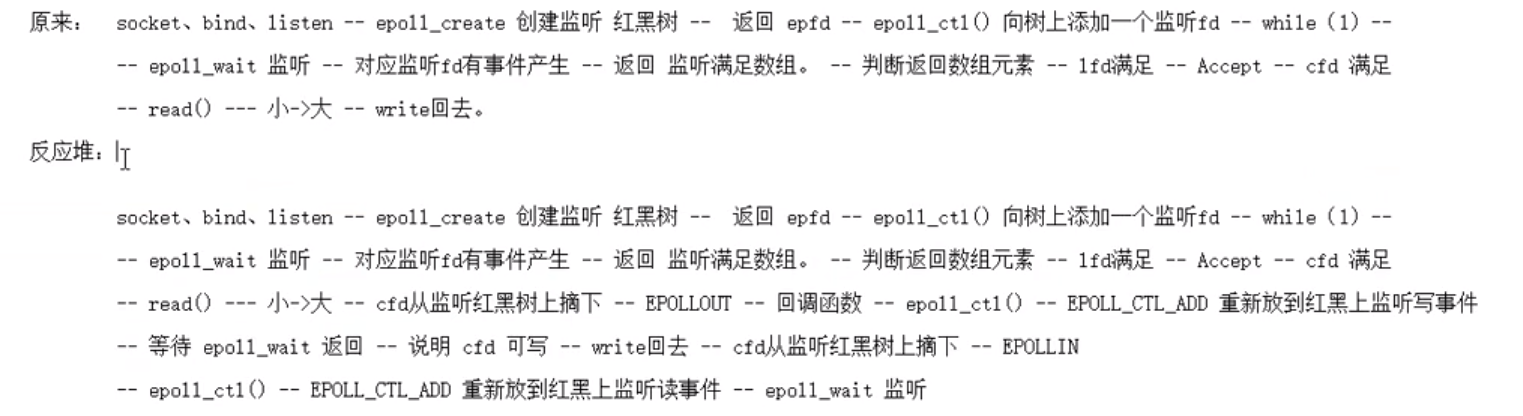 原来： socket、bind、listen -- epoll_create 创建监听 红黑树 -- 返回 epfd -- epoll_ctl() 向树上添加一个监听fd -- while（1）--
-- epoll_wait 监听 -- 对应监听fd有事件产生 -- 返回 监听满足数组。 -- 判断返回数组元素 -- lfd满足 -- Accept -- cfd 满足
-- read() --- 小->大 -- write回去。
反应堆：
socket、bind、listen -- epoll_create 创建监听 红黑树 -- 返回 epfd -- epoll_ctl() 向树上添加一个监听fd -- while（1）--
-- epoll_wait 监听 -- 对应监听fd有事件产生 -- 返回 监听满足数组。 -- 判断返回数组元素 -- lfd满足 -- Accept -- cfd 满足
-- read() --- 小->大 -- cfd从监听红黑树上摘下 -- EPOLLOUT -- 回调函数 -- epoll_ctl() -- EPOLL_CTL_ADD 重新放到红黑上监听写事件
-- 等待 epoll_wait 返回 -- 说明 cfd 可写 -- write回去 -- cfd从监听红黑树上摘下 -- EPOLLIN
-- epoll_ctl() -- EPOLL_CTL_ADD 重新放到红黑上监听读事件 -- epoll_wait 监听